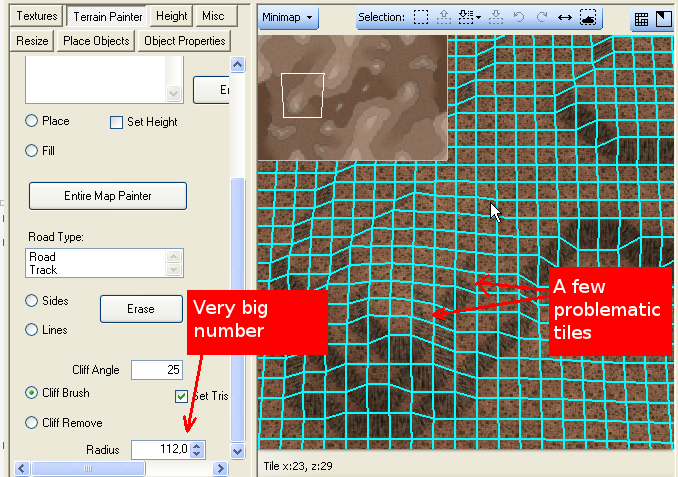 Textures Terrain Painter Height Misc
Resize Place Objects Object Properties
Minimap Selection:
Place Set Height
Fill
Entire Map Painter
Road Type:
Road
Track
Sides
Erase
Lines
Very big
number
A few
problematic
tiles
Cliff Angle 25
Cliff Brush Set Tris
Cliff Remove
Radius 112,0
Tile x:23, z:29